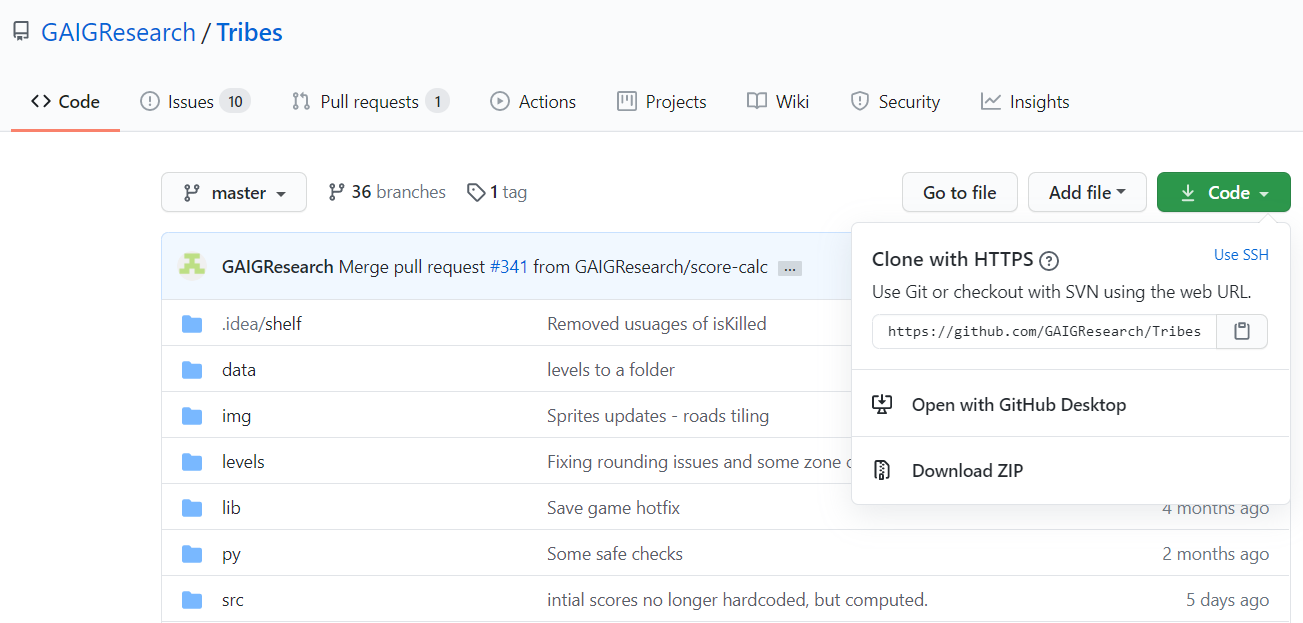 GAIGResearch / Tribes
Code Issues 10 Pull requests 1 Actions Projects Wiki Security Insights
master 36 branches 1 tag Go to file Add file Code
GAIGResearch Merge pull request #341 from GAIGResearch/score-calc ...
Clone with HTTPS ? Use SSH
Use Git or checkout with SVN using the web URL.
https://github.com/GAIGResearch/Tribes
Open with GitHub Desktop
Download ZIP
.idea/shelf Removed usuages of isKilled
data levels to a folder
img Sprites updates - roads tiling
levels Fixing rounding issues and some zone
lib Save game hotfix 4 months ago
py Some safe checks 2 months ago
src intial scores no longer hardcoded, but computed. 5 days ago